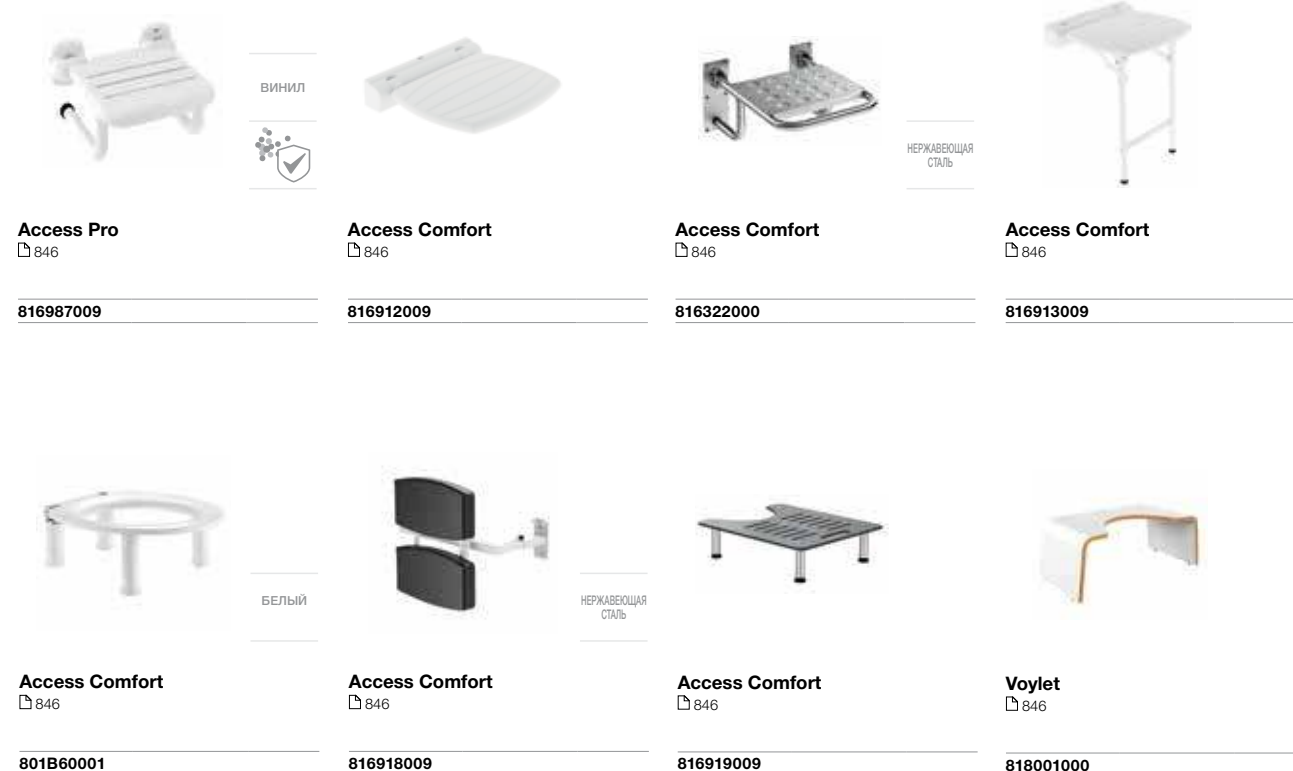 ВИНИЛ
Access Pro
846
816987009
Access Comfort
846
816912009
НЕРЖАВЕЮЩАЯ
СТАЛЬ
Access Comfort
846
816322000
Access Comfort
846
816913009
БЕЛЫЙ
Access Comfort
846
801B60001
НЕРЖАВЕЮЩАЯ
СТАЛЬ
Access Comfort
846
816918009
Access Comfort
846
816919009
Voylet
846
818001000